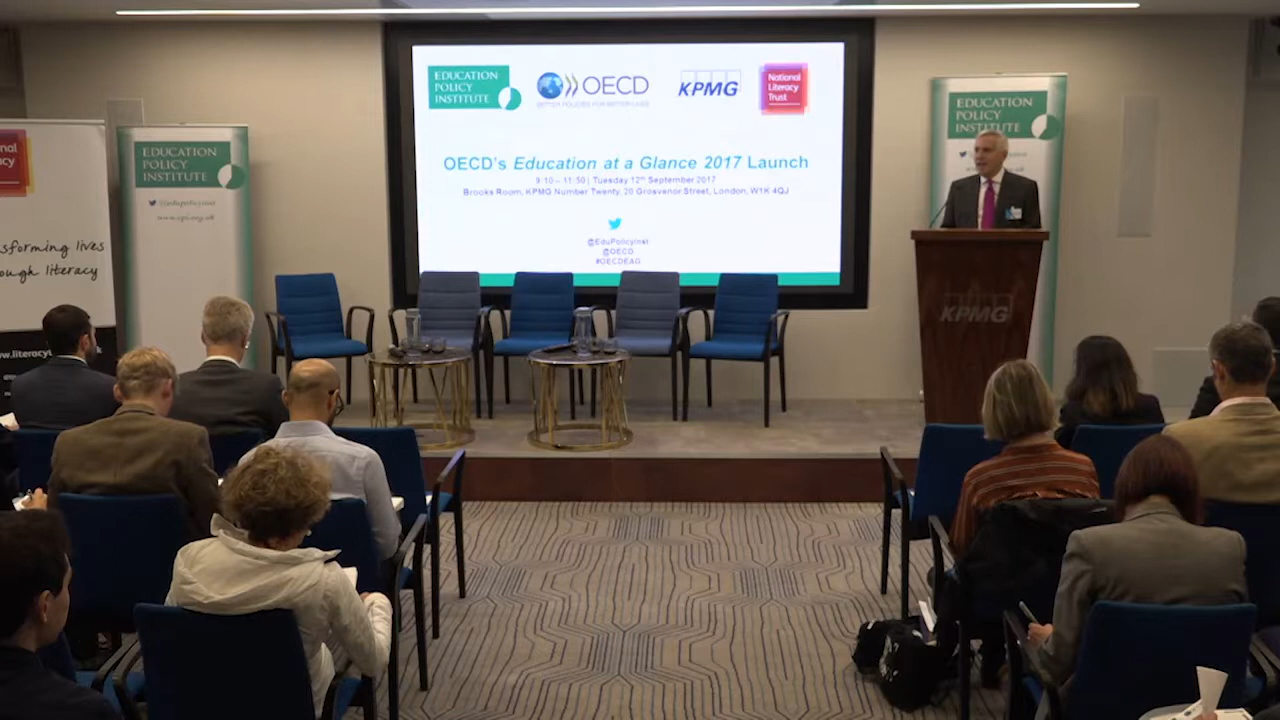 EDUCATION
POLICY
INSTITUTE
OECD
BETTER POLICIES FOR BETTER LIVES
KPMG
National
Literacy
Trust
OECD's Education at a Glance 2017 Launch
9:10 – 11:50 | Tuesday 12th September 2017
Brooks Room, KPMG Number Twenty, 20 Grosvenor Street, London, W1K 4QJ
@EduPolicyInst
@OECD
#OECDEAG
EDUCATION
POLICY
INSTITUTE
@edupolicyinst
www.epi.org.uk
sforming lives
ough literacy
EDUCATION
POLICY
INSTITUTE
KPMG